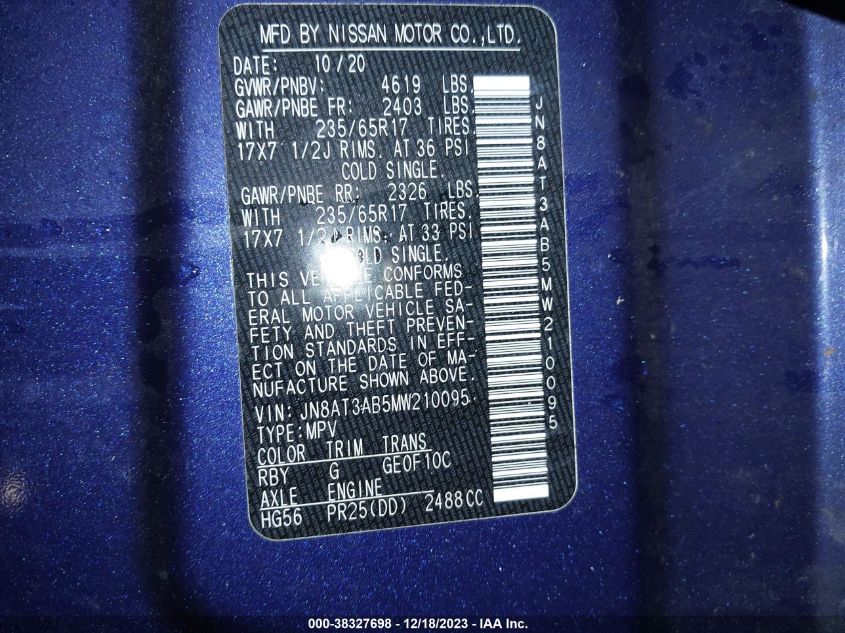 MFD BY NISSAN MOTOR CO.,LTD.
DATE: 10/20
GVWR/PNBV: 4619 LBS.
GAWR/PNBE FR: 2403 LBS.
WITH 235/65R17 TIRES.
17X7 1/2J RIMS. AT 36 PSI
COLD SINGLE.
GAWR/PNBE RR: 2326 LBS.
WITH 235/65R17 TIRES.
17X7 1/2J RIMS. AT 33 PSI
COLD SINGLE.
THIS VEHICLE CONFORMS
TO ALL APPLICABLE FED-
ERAL MOTOR VEHICLE SA-
FETY AND THEFT PREVEN-
TION STANDARDS IN EFF-
ECT ON THE DATE OF MA-
NUFACTURE SHOWN ABOVE.
VIN: JN8AT3AB5MW210095
TYPE:MPV
COLOR TRIM TRANS
RBY G GE0F10C
AXLE ENGINE
HG56 PR25(DD) 2488CC
JN8AT3AB5MW210095
000-38327698 - 12/18/2023 - IAA Inc.